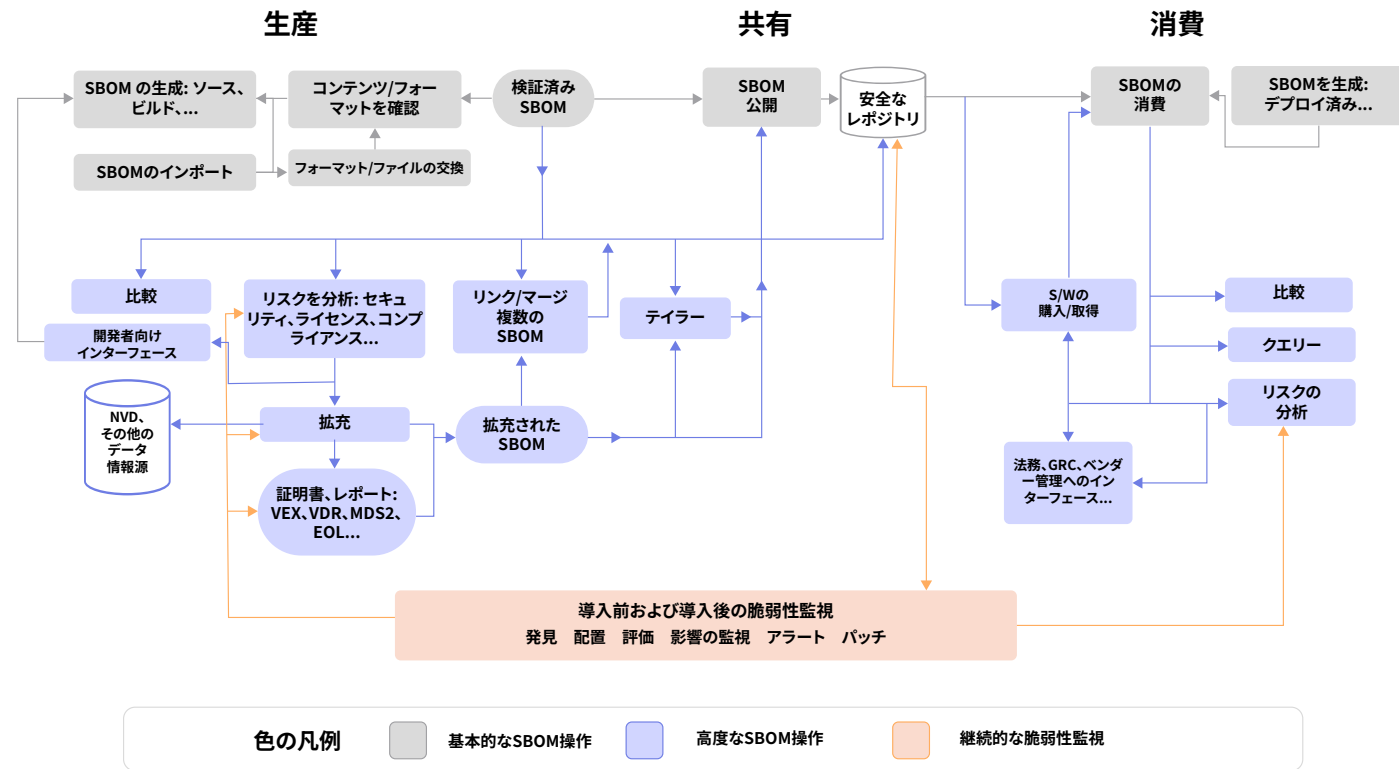 生産
共有
消費
SBOM の生成: ソース、
ビルド、...
コンテンツ/フォー
マットを確認
検証済み
SBOM
SBOM
公開
安全な
レポジトリ
SBOMの
消費
SBOMを生成:
デプロイ済み...
SBOMのインポート
フォーマット/ファイルの交換
比較
リスクを分析: セキュ
リティ、ライセンス、コンプ
ライアンス...
リンク/マージ
複数の
SBOM
テイラー
S/Wの
購入/取得
比較
開発者向け
インターフェース
クエリー
NVD、
その他の
データ
情報源
拡充
拡充された
SBOM
リスクの
分析
証明書、レポート:
VEX、VDR、MDS2、
EOL...
法務、GRC、ベンダ
ー管理へのイン
ターフェース...
導入前および導入後の脆弱性監視
発見 配置 評価 影響の監視 アラート パッチ
色の凡例
基本的なSBOM操作
高度なSBOM操作
継続的な脆弱性監視